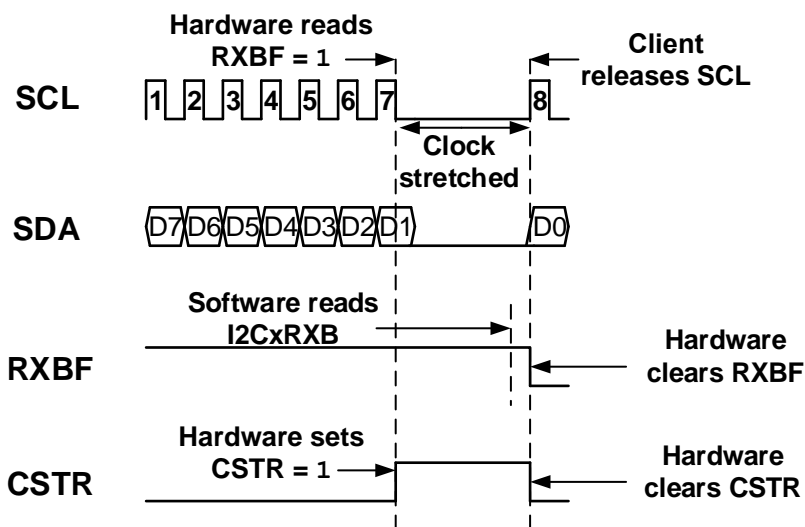 Hardware reads
RXBF = 1
Client
releases SCL
SCL
1 2 3 4 5 6 7 8
Clock
stretched
SDA
D7 D6 D5 D4 D3 D2 D1 D0
Software reads
I2CxRXB
RXBF
Hardware
clears RXBF
Hardware sets
CSTR = 1
CSTR
Hardware
clears CSTR